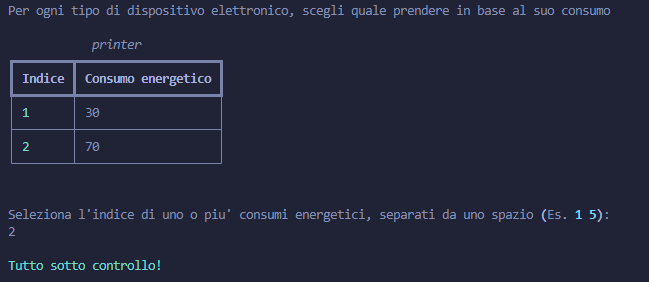 Per ogni tipo di dispositivo elettronico, scegli quale prendere in base al suo consumo
printer
Indice Consumo energetico
1 30
2 70
Seleziona l'indice di uno o piu' consumi energetici, separati da uno spazio (Es. 1 5):
2
Tutto sotto controllo!